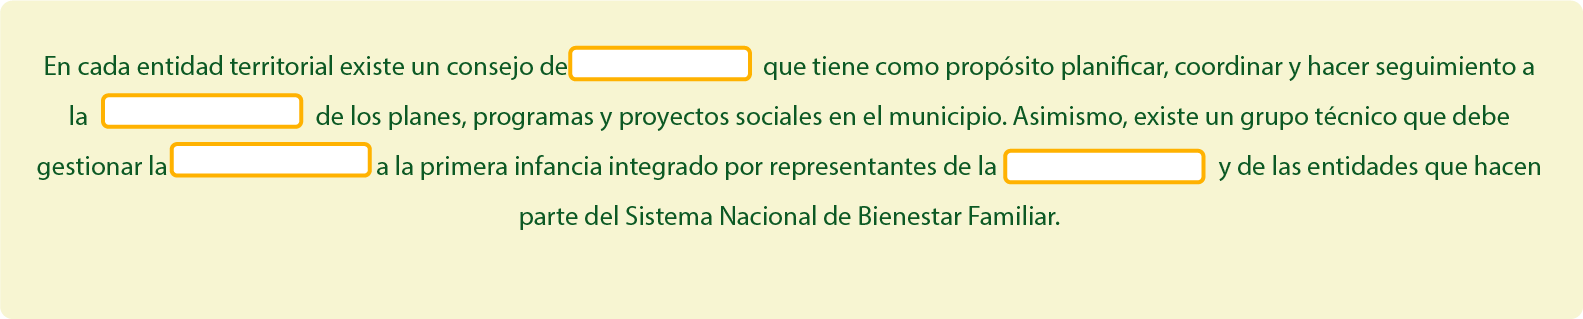 En cada entidad territorial existe un consejo de que tiene como propósito planificar, coordinar y hacer seguimiento a
la de los planes, programas y proyectos sociales en el municipio. Asimismo, existe un grupo técnico que debe
gestionar la a la primera infancia integrado por representantes de la y de las entidades que hacen
parte del Sistema Nacional de Bienestar Familiar.